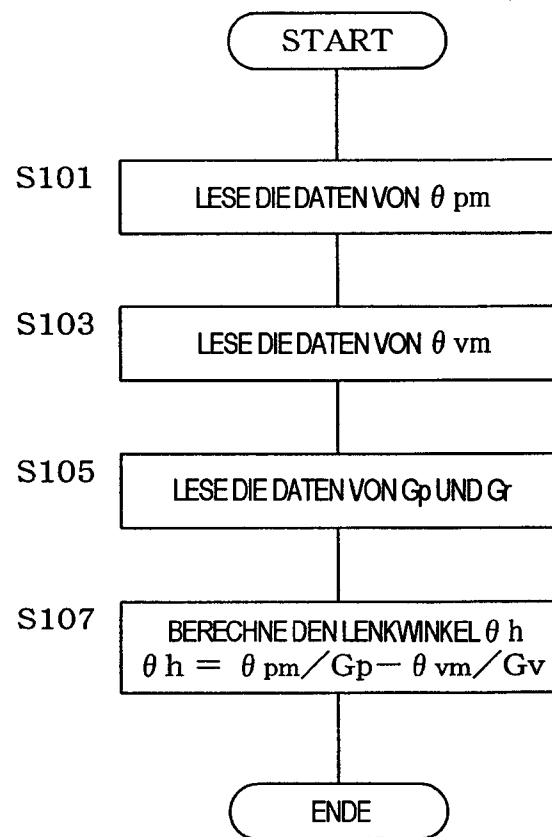 START
S101
LESE DIE DATEN VON θ pm
S103
LESE DIE DATEN VON θ vm
S105
LESE DIE DATEN VON Gp UND Gr
S107
BERECHNE DEN LENKWINKEL θ h
θ h = θ pm/Gp− θ vm/Gv
ENDE